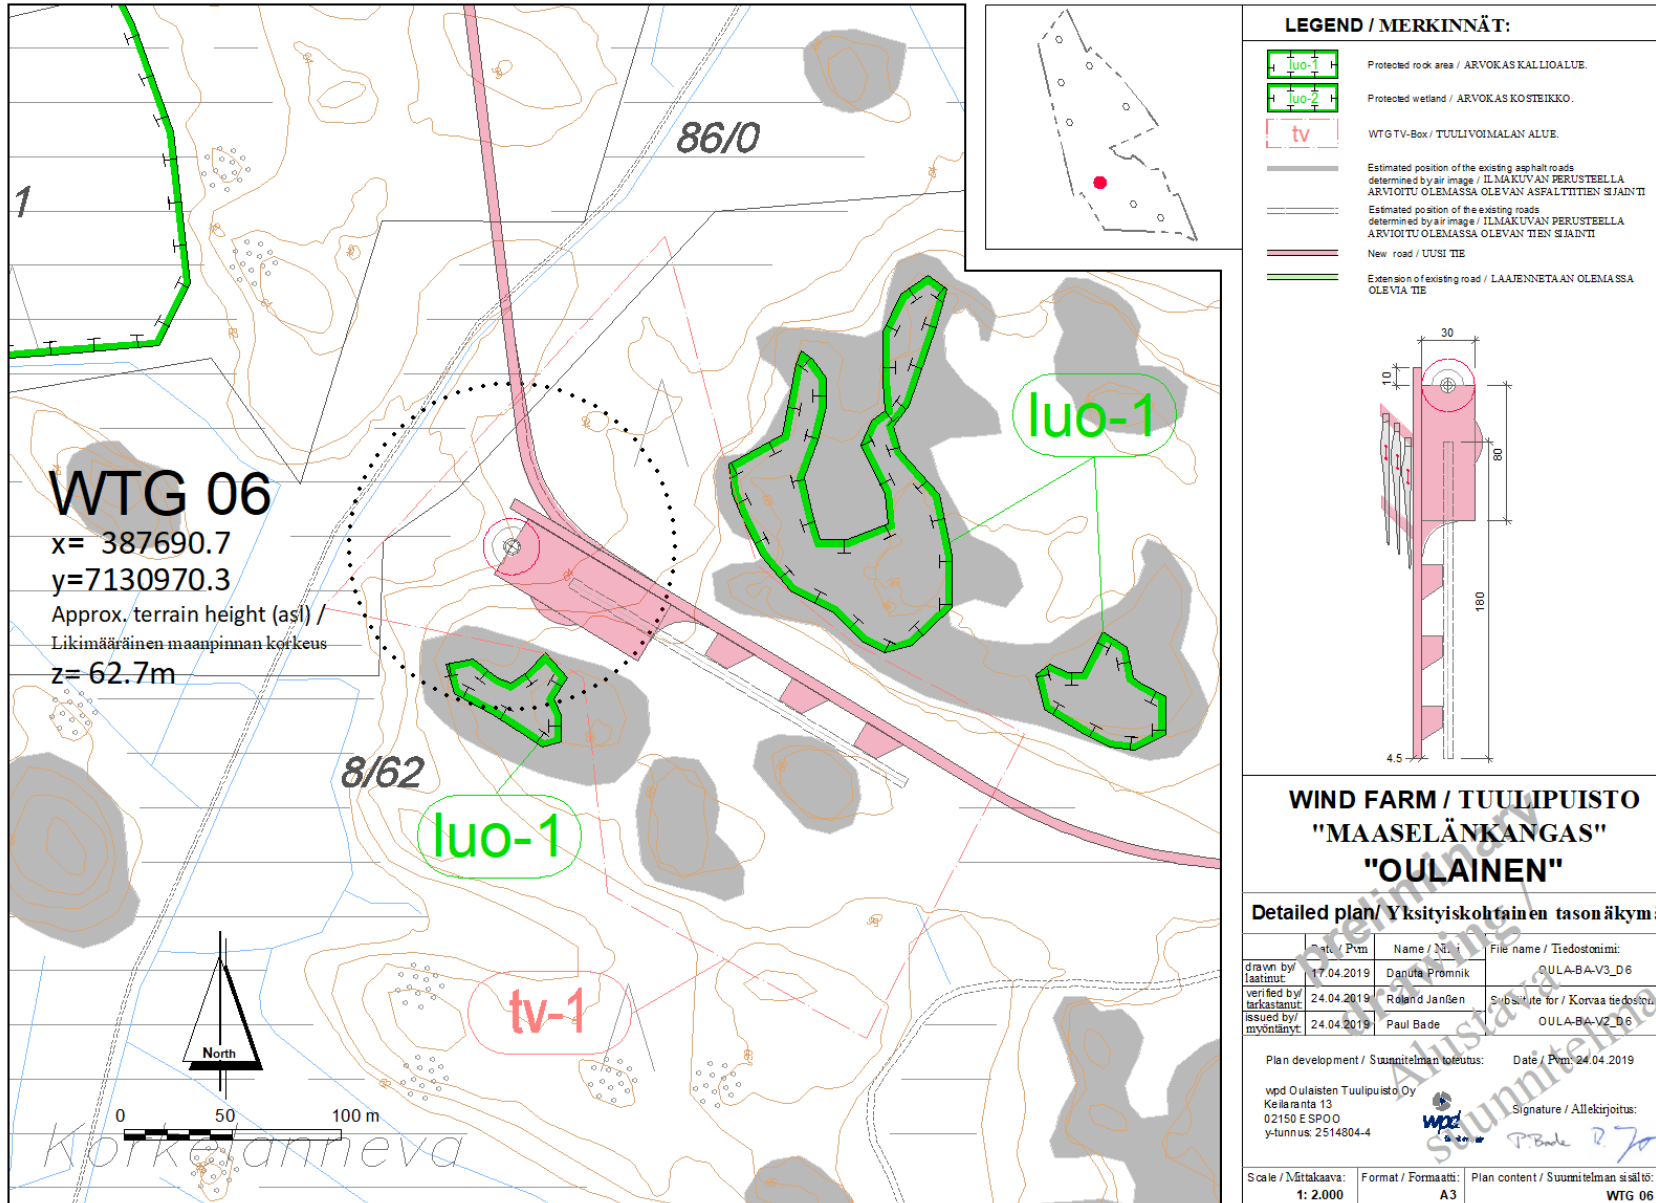 86/0
1
luo-1
WTG 06
x= 387690.7
y=7130970.3
Approx. terrain height (asl) /
Likimääräinen maanpinnan korkeus
z= 62.7m
8/62
luo-1
tv-1
North
0 50 100 m
Korkeanneva
LEGEND / MERKINNÄT:
luo-1 Protected rock area / ARVOKAS KALLIOALUE.
luo-2 Protected wetland / ARVOKAS KOSTEIKKO.
tv WTG TV-Box / TUULIVOIMALAN ALUE.
Estimated position of the existing asphalt roads
determined by air image / ILMAKUVAN PERUSTEELLA
ARVIOITU OLEMASSA OLEVAN ASFALTTITIEN SIJAINTI
Estimated position of the existing roads
determined by air image / ILMAKUVAN PERUSTEELLA
ARVIOITU OLEMASSA OLEVAN TIEN SIJAINTI
New road / UUSI TIE
Extension of existing road / LAAJENNETAAN OLEMASSA
OLEVIA TIE
30
10
80
180
4.5
WIND FARM / TUULIPUISTO
"MAASELÄNKANGAS"
"OULAINEN"
Detailed plan/ Yksityiskohtainen tasonäkymä
Date / Pvm Name / Nimi File name / Tiedostonimi:
drawn by/
laatinut: 17.04.2019 Danuta Promnik OULA-BA-V3_D6
verified by/
tarkastanut: 24.04.2019 Roland Janßen Substitute for / Korvaa tiedoston
issued by/
myöntänyt: 24.04.2019 Paul Bade OULA-BA-V2_D6
Plan development / Suunnitelman toteutus: Date / Pvm: 24.04.2019
wpd Oulaisten Tuulipuisto Oy
Keilaranta 13
02150 ESPOO
y-tunnus: 2514804-4
wpd
Signature / Allekirjoitus:
P. Bade
preliminary
drawing /
Alustava
suunnitelma
Scale / Mittakaava: Format / Formaatti: Plan content / Suunnitelman sisältö:
1: 2.000 A3 WTG 06